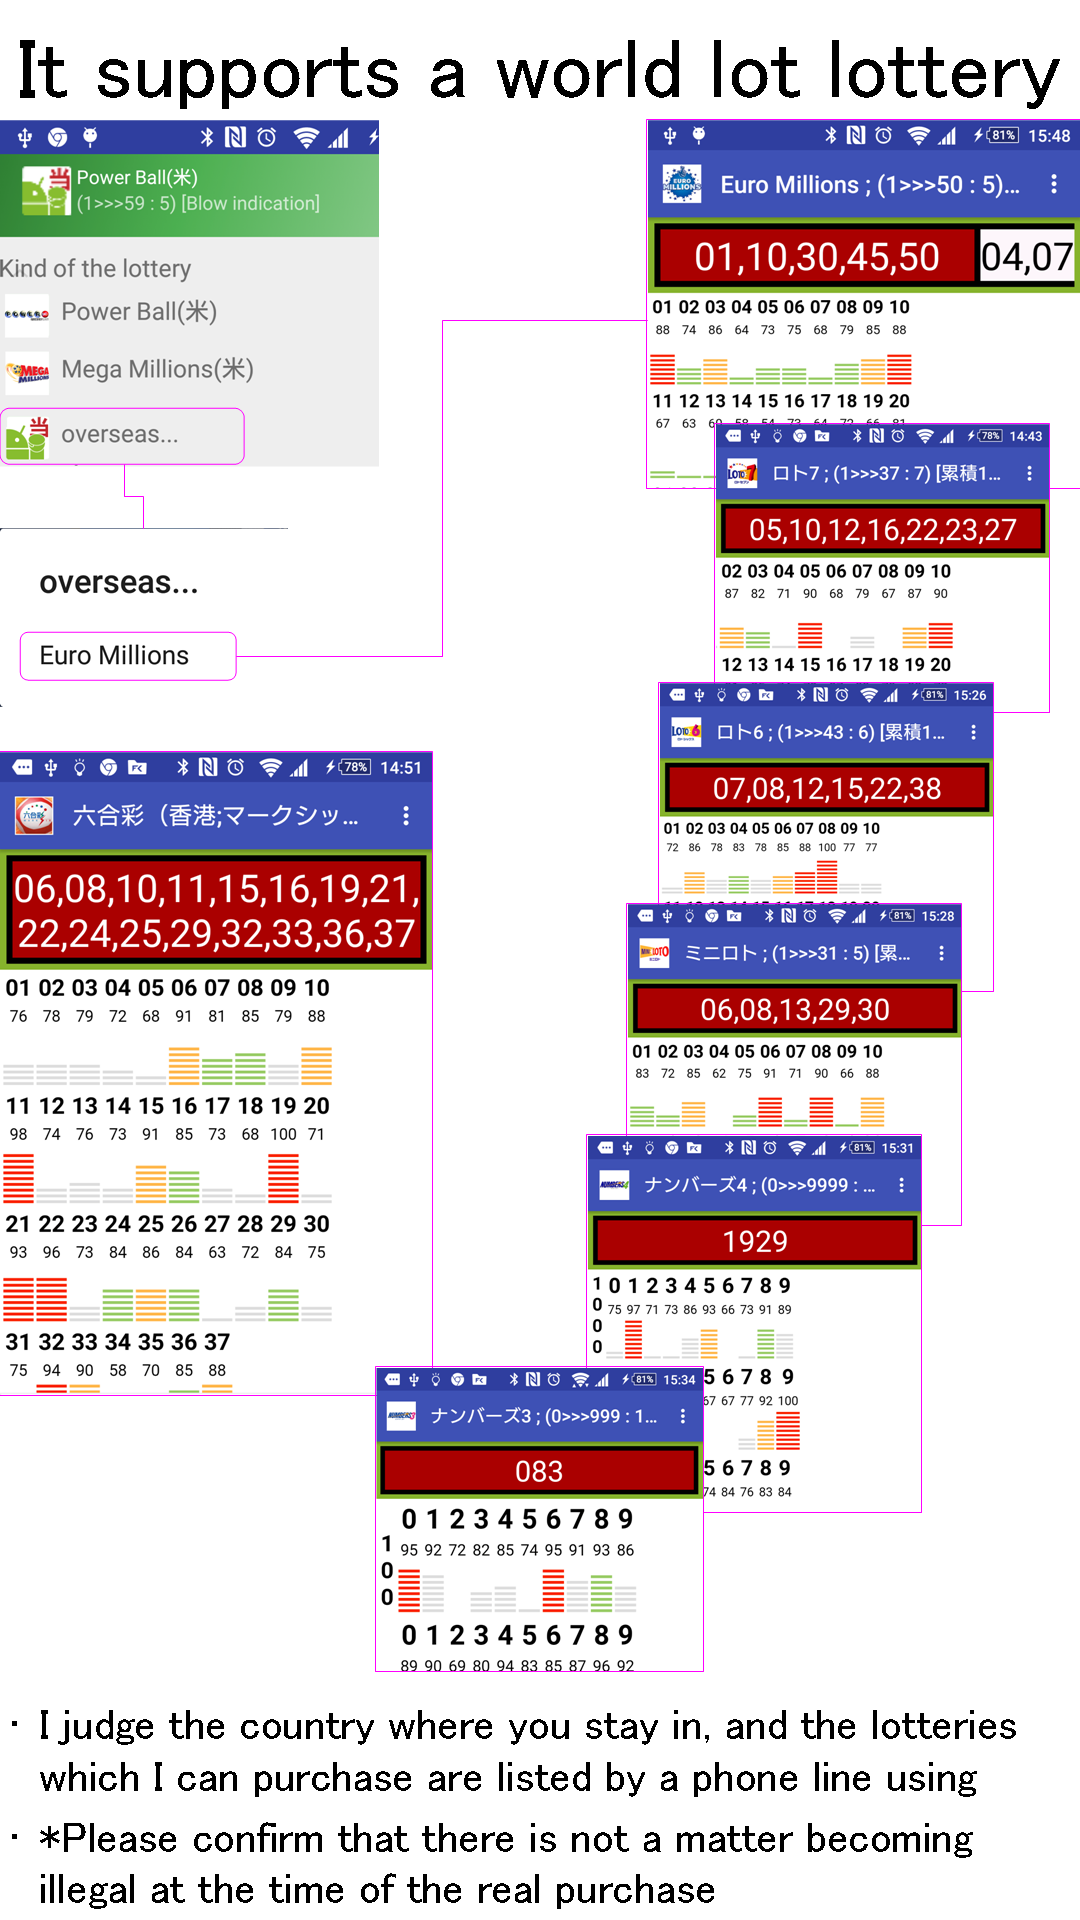 It supports a world lot lottery
Power Ball(米)
(1>>>59 : 5) [Blow indication]
Kind of the lottery
Power Ball(米)
Mega Millions(米)
overseas...
overseas...
Euro Millions
81% 15:48
Euro Millions ; (1>>>50 : 5)...
01,10,30,45,50 04,07
01 02 03 04 05 06 07 08 09 10
88 74 86 64 73 75 68 79 85 88
11 12 13 14 15 16 17 18 19 20
67 63
78% 14:43
ロト7 ; (1>>>37 : 7) [累積1...
05,10,12,16,22,23,27
02 03 04 05 06 07 08 09 10
87 82 71 90 68 79 67 87 90
12 13 14 15 16 17 18 19 20
81% 15:26
ロト6 ; (1>>>43 : 6) [累積1...
07,08,12,15,22,38
01 02 03 04 05 06 07 08 09 10
72 86 78 83 78 85 88 100 77 77
81% 15:28
ミニロト ; (1>>>31 : 5) [累...
06,08,13,29,30
01 02 03 04 05 06 07 08 09 10
83 72 85 62 75 91 71 90 66 88
81% 15:31
ナンバーズ4 ; (0>>>9999 : ...
1929
1000
0 1 2 3 4 5 6 7 8 9
75 97 71 73 86 93 66 73 91 89
5 6 7 8 9
67 67 77 92 100
5 6 7 8 9
74 84 76 83 84
78% 14:51
六合彩（香港;マークシッ...
06,08,10,11,15,16,19,21,
22,24,25,29,32,33,36,37
01 02 03 04 05 06 07 08 09 10
76 78 79 72 68 91 81 85 79 88
11 12 13 14 15 16 17 18 19 20
98 74 76 73 91 85 73 68 100 71
21 22 23 24 25 26 27 28 29 30
93 96 73 84 86 84 63 72 84 75
31 32 33 34 35 36 37
75 94 90 58 70 85 88
81% 15:34
ナンバーズ3 ; (0>>>999 : 1...
083
0 1 2 3 4 5 6 7 8 9
100
95 92 72 82 85 74 95 91 93 86
0 1 2 3 4 5 6 7 8 9
89 90 69 80 94 83 85 87 96 92
・I judge the country where you stay in, and the lotteries
which I can purchase are listed by a phone line using
・*Please confirm that there is not a matter becoming
illegal at the time of the real purchase